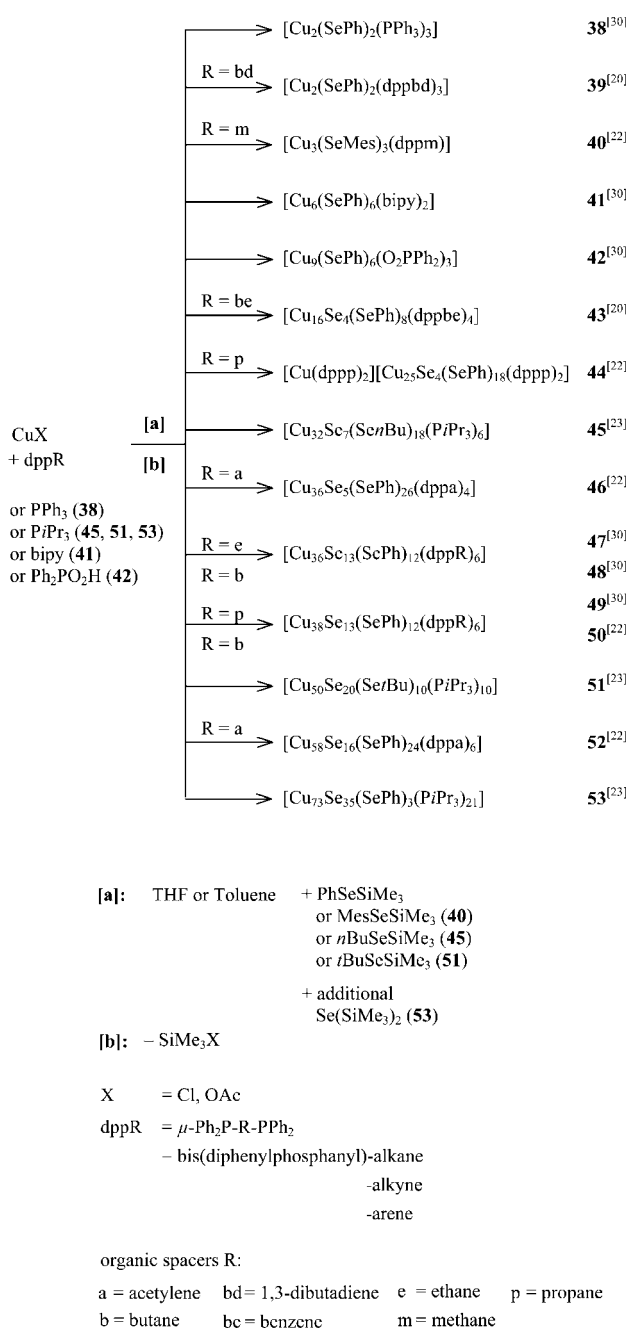 [Cu₂(SePh)₂(PPh₃)₃] 38[30]
R = bd [Cu₂(SePh)₂(dppbd)₃] 39[20]
R = m [Cu₃(SeMes)₃(dppm)] 40[22]
[Cu₆(SePh)₆(bipy)₂] 41[30]
[Cu₉(SePh)₆(O₂PPh₂)₃] 42[30]
R = be [Cu₁₆Se₄(SePh)₈(dppbe)₄] 43[20]
R = p [Cu(dppp)₂][Cu₂₅Se₄(SePh)₁₈(dppp)₂] 44[22]
CuX
+ dppR
or PPh₃ (38)
or PiPr₃ (45, 51, 53)
or bipy (41)
or Ph₂PO₂H (42)
[a]
[b]
[Cu₃₂Se₇(SenBu)₁₈(PiPr₃)₆] 45[23]
R = a [Cu₃₆Se₅(SePh)₂₆(dppa)₄] 46[22]
R = e [Cu₃₆Se₁₃(SePh)₁₂(dppR)₆] 47[30]
R = b 48[30]
R = p [Cu₃₈Se₁₃(SePh)₁₂(dppR)₆] 49[30]
R = b 50[22]
[Cu₅₀Se₂₀(SetBu)₁₀(PiPr₃)₁₀] 51[23]
R = a [Cu₅₈Se₁₆(SePh)₂₄(dppa)₆] 52[22]
[Cu₇₃Se₃₅(SePh)₃(PiPr₃)₂₁] 53[23]
[a]: THF or Toluene + PhSeSiMe₃
or MesSeSiMe₃ (40)
or nBuSeSiMe₃ (45)
or tBuSeSiMe₃ (51)
+ additional
Se(SiMe₃)₂ (53)
[b]: – SiMe₃X
X = Cl, OAc
dppR = μ-Ph₂P-R-PPh₂
= bis(diphenylphosphanyl)-alkane
-alkyne
-arene
organic spacers R:
a = acetylene bd = 1,3-dibutadiene e = ethane p = propane
b = butane be = benzene m = methane